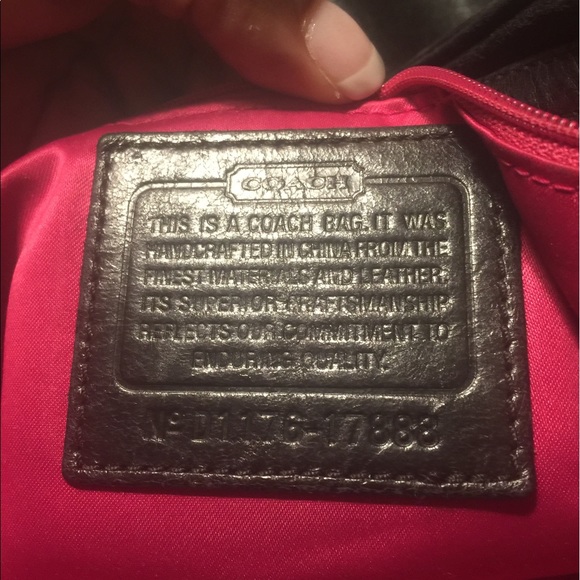 COACH
THIS IS A COACH BAG. IT WAS
HANDCRAFTED IN CHINA FROM THE
FINEST MATERIALS AND LEATHER.
ITS SUPERIOR CRAFTSMANSHIP
REFLECTS OUR COMMITMENT TO
ENDURING QUALITY.
Nº D1176-17888